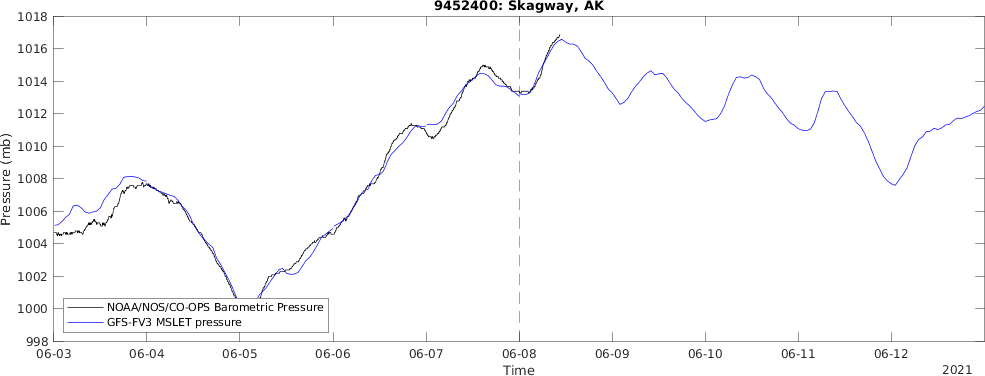 9452400: Skagway, AK
1018
1016
1014
1012
1010
1008
1006
1004
1002
1000
998
Pressure (mb)
NOAA/NOS/CO-OPS Barometric Pressure
GFS-FV3 MSLET pressure
06-03 06-04 06-05 06-06 06-07 06-08 06-09 06-10 06-11 06-12
Time
2021